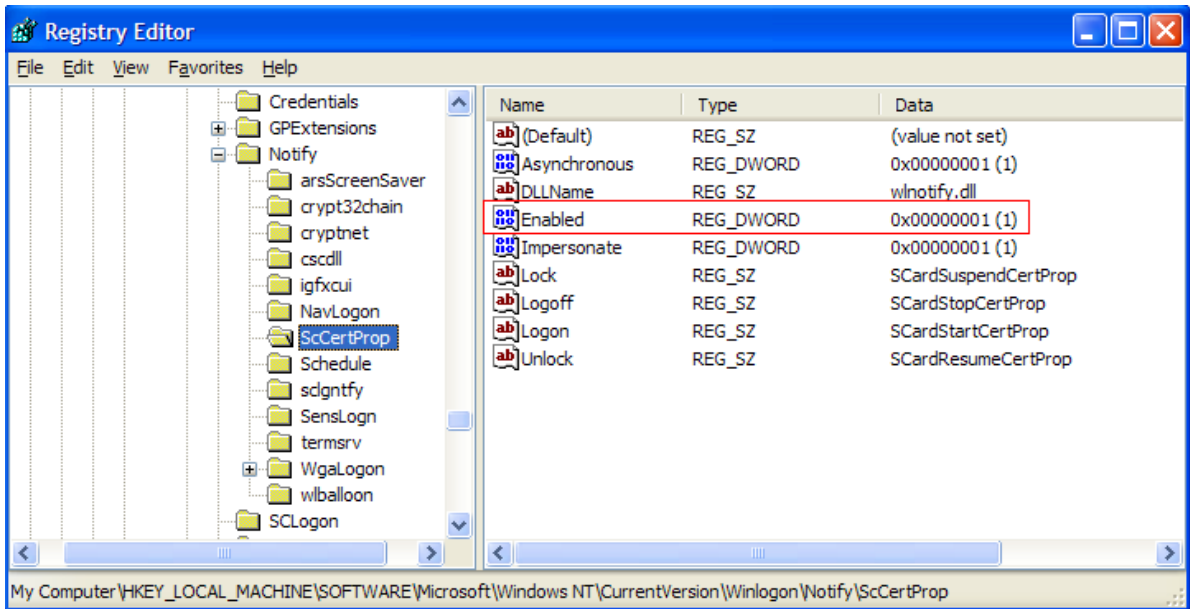 Registry Editor
File Edit View Favorites Help
Credentials
GPExtensions
Notify
arsScreenSaver
crypt32chain
cryptnet
cscdll
igfxcui
NavLogon
ScCertProp
Schedule
sclgntfy
SensLogn
termsrv
WgaLogon
wlballoon
SCLogon
Name Type Data
(Default) REG_SZ (value not set)
Asynchronous REG_DWORD 0x00000001 (1)
DLLName REG_SZ wlnotify.dll
Enabled REG_DWORD 0x00000001 (1)
Impersonate REG_DWORD 0x00000001 (1)
Lock REG_SZ SCardSuspendCertProp
Logoff REG_SZ SCardStopCertProp
Logon REG_SZ SCardStartCertProp
Unlock REG_SZ SCardResumeCertProp
My Computer\HKEY_LOCAL_MACHINE\SOFTWARE\Microsoft\Windows NT\CurrentVersion\Winlogon\Notify\ScCertProp